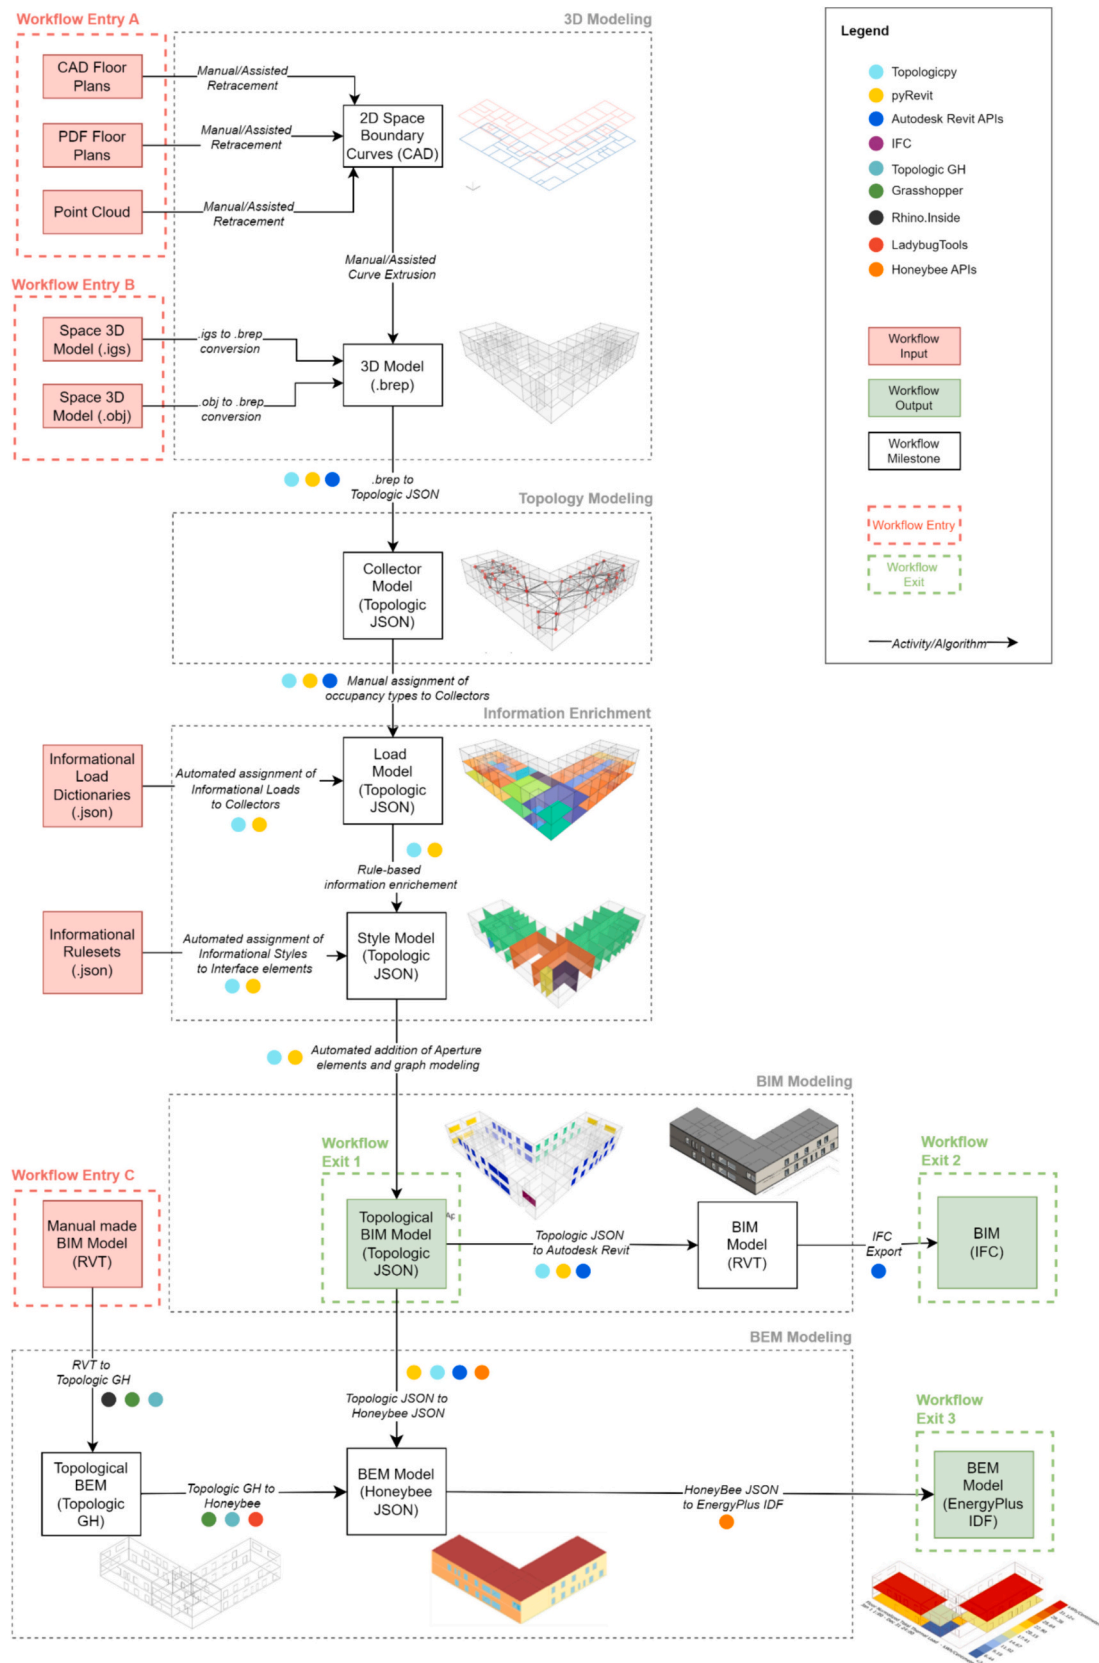 Workflow Entry A
3D Modeling
CAD Floor
Plans
Manual/Assisted
Retracement
PDF Floor
Plans
Manual/Assisted
Retracement
2D Space
Boundary
Curves (CAD)
Point Cloud
Manual/Assisted
Retracement
Manual/Assisted
Curve Extrusion
Workflow Entry B
Space 3D
Model (.igs)
.igs to .brep
conversion
3D Model
(.brep)
Space 3D
Model (.obj)
.obj to .brep
conversion
.brep to
Topologic JSON
Topology Modeling
Collector
Model
(Topologic
JSON)
Manual assignment of
occupancy types to Collectors
Information Enrichment
Informational
Load
Dictionaries
(.json)
Automated assignment of
Informational Loads
to Collectors
Load
Model
(Topologic
JSON)
Rule-based
information enrichement
Informational
Rulesets
(.json)
Automated assignment of
Informational Styles
to Interface elements
Style Model
(Topologic
JSON)
Automated addition of Aperture
elements and graph modeling
BIM Modeling
Workflow
Exit 1
Topological
BIM Model
(Topologic
JSON)
Topologic JSON
to Autodesk Revit
BIM
Model
(RVT)
IFC
Export
Workflow
Exit 2
BIM
(IFC)
Workflow Entry C
Manual made
BIM Model
(RVT)
BEM Modeling
RVT to
Topologic GH
Topologic JSON to
Honeybee JSON
Topological
BEM
(Topologic
GH)
Topologic GH to
Honeybee
BEM Model
(Honeybee
JSON)
HoneyBee JSON
to EnergyPlus IDF
Workflow
Exit 3
BEM
Model
(EnergyPlus
IDF)
Legend
Topologicpy
pyRevit
Autodesk Revit APIs
IFC
Topologic GH
Grasshopper
Rhino.Inside
LadybugTools
Honeybee APIs
Workflow
Input
Workflow
Output
Workflow
Milestone
Workflow Entry
Workflow
Exit
Activity/Algorithm